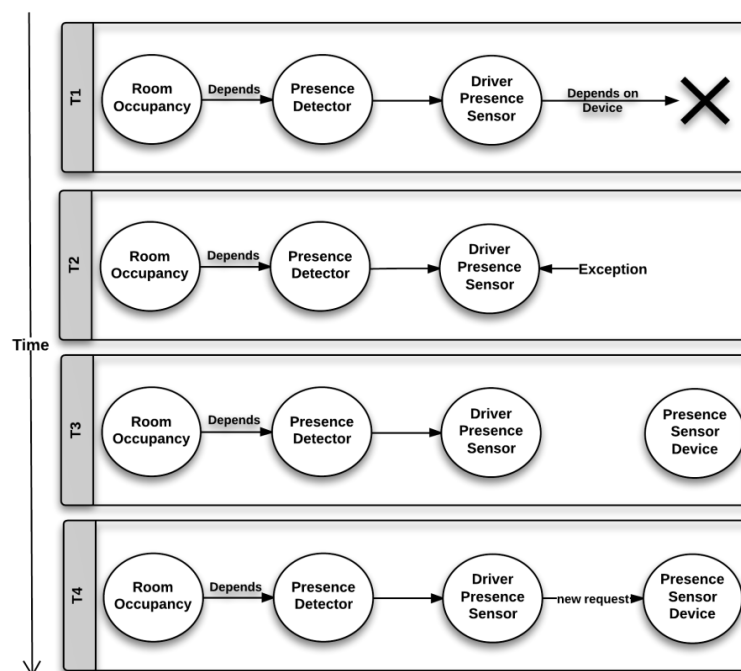 T1
Room
Occupancy
Depends
Presence
Detector
Driver
Presence
Sensor
Depends on
Device
T2
Room
Occupancy
Depends
Presence
Detector
Driver
Presence
Sensor
Exception
Time
T3
Room
Occupancy
Depends
Presence
Detector
Driver
Presence
Sensor
Presence
Sensor
Device
T4
Room
Occupancy
Depends
Presence
Detector
Driver
Presence
Sensor
new request
Presence
Sensor
Device